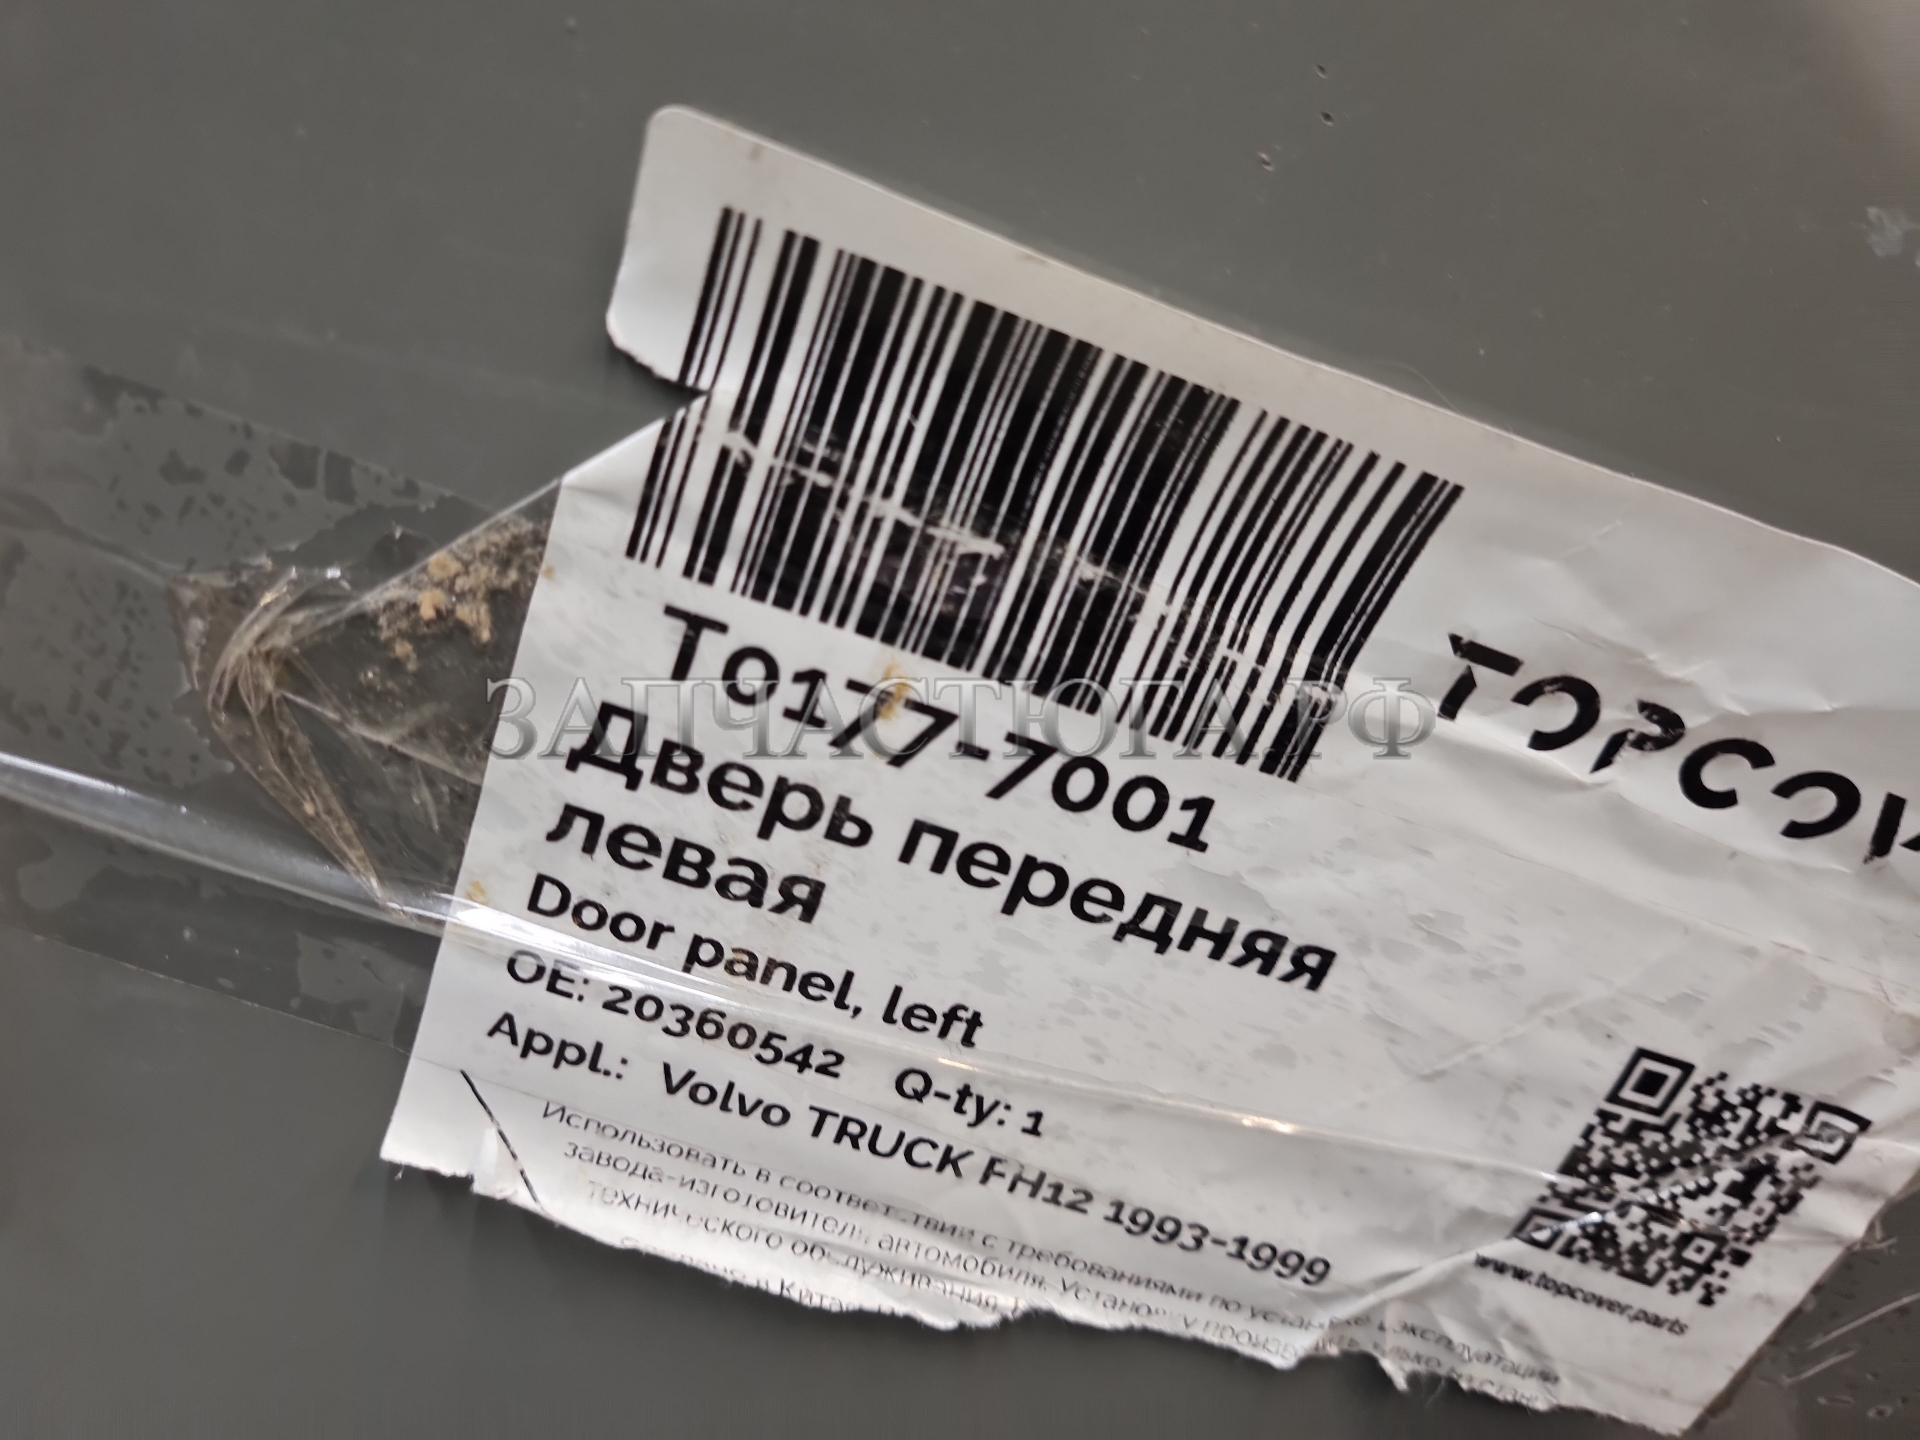 T0177-7001
Дверь передняя
левая
Door panel, left
OE: 20360542 Q-ty: 1
Appl.: Volvo TRUCK FH12 1993-1999
Использовать в соответствии с требованиями по эксплуатации
завода-изготовителя автомобиля. Установку
технического обслуживания.
TOPCOV
www.topcover.parts
ЗАПЧАСТЮГА.РФ